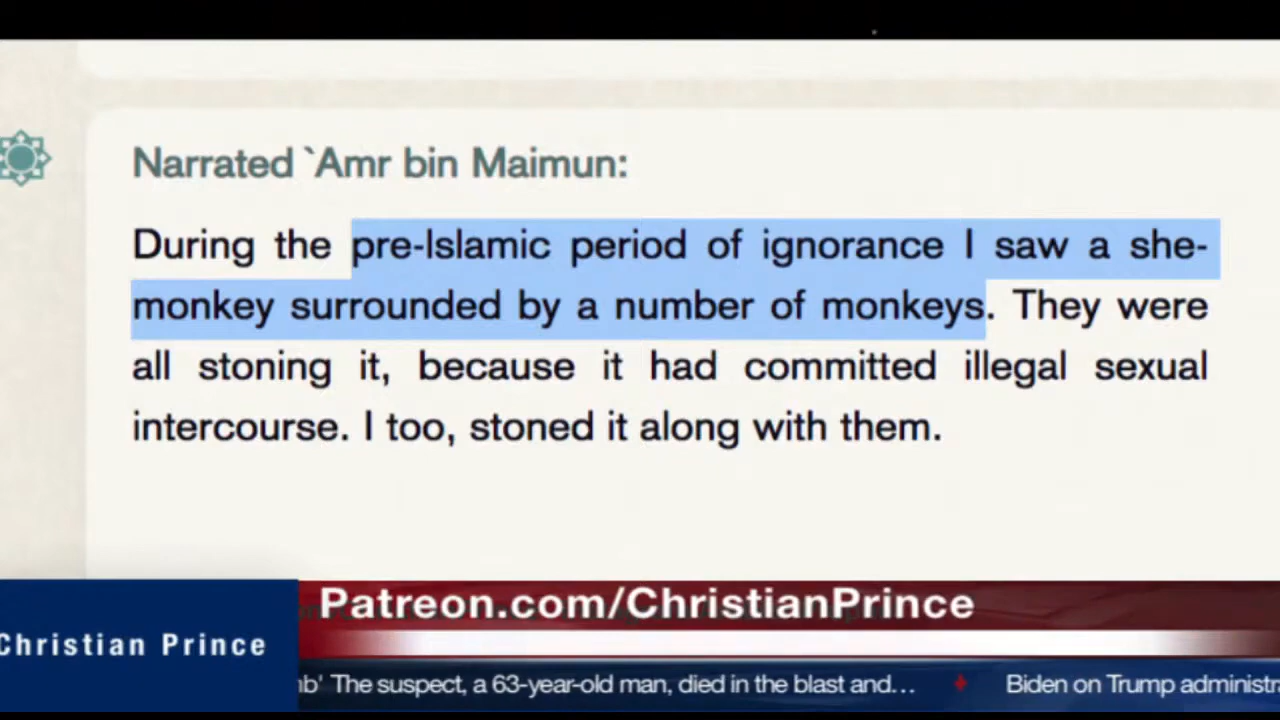 Narrated `Amr bin Maimun:
During the pre-Islamic period of ignorance I saw a she-
monkey surrounded by a number of monkeys. They were
all stoning it, because it had committed illegal sexual
intercourse. I too, stoned it along with them.
Patreon.com/ChristianPrince
Christian Prince
The suspect, a 63-year-old man, died in the blast and… Biden on Trump